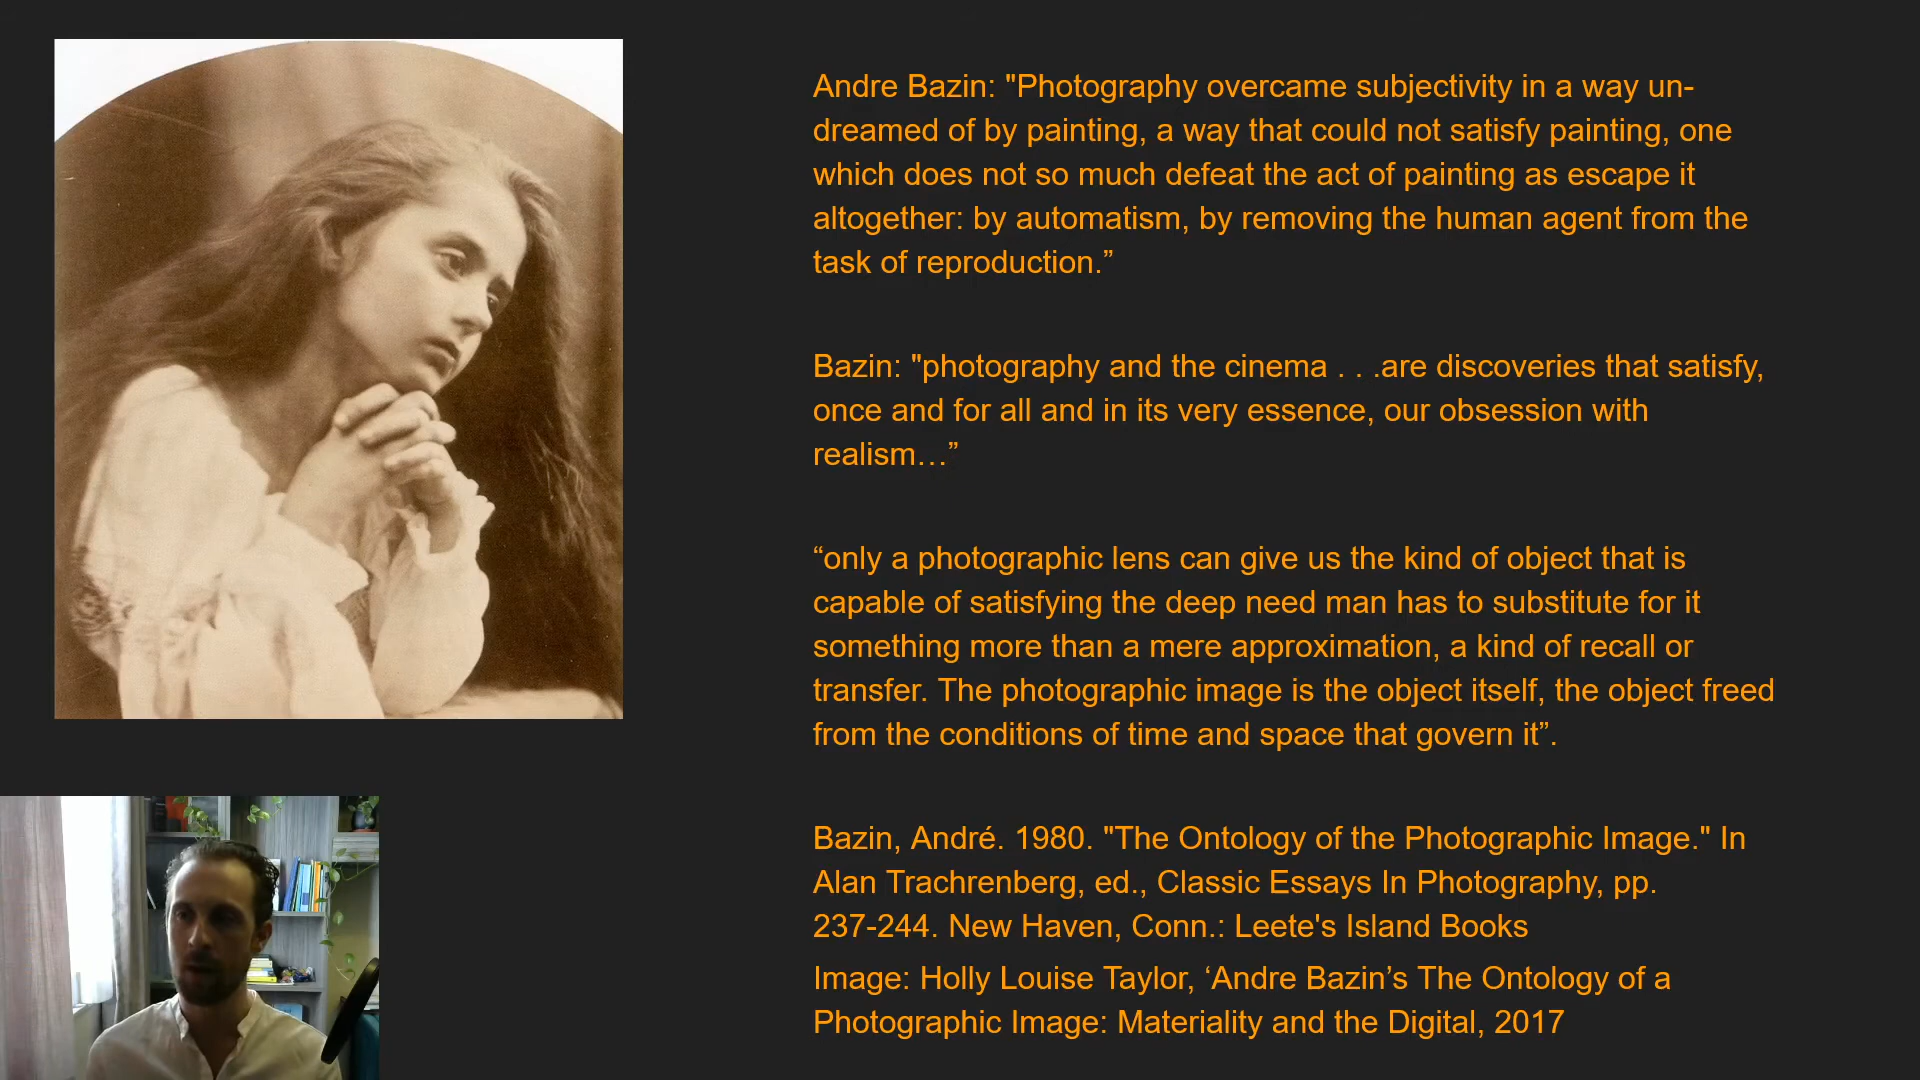 Andre Bazin: "Photography overcame subjectivity in a way un-
dreamed of by painting, a way that could not satisfy painting, one
which does not so much defeat the act of painting as escape it
altogether: by automatism, by removing the human agent from the
task of reproduction.”
Bazin: "photography and the cinema . . .are discoveries that satisfy,
once and for all and in its very essence, our obsession with
realism…”
“only a photographic lens can give us the kind of object that is
capable of satisfying the deep need man has to substitute for it
something more than a mere approximation, a kind of recall or
transfer. The photographic image is the object itself, the object freed
from the conditions of time and space that govern it”.
Bazin, André. 1980. "The Ontology of the Photographic Image." In
Alan Trachrenberg, ed., Classic Essays In Photography, pp.
237-244. New Haven, Conn.: Leete's Island Books
Image: Holly Louise Taylor, ‘Andre Bazin’s The Ontology of a
Photographic Image: Materiality and the Digital, 2017